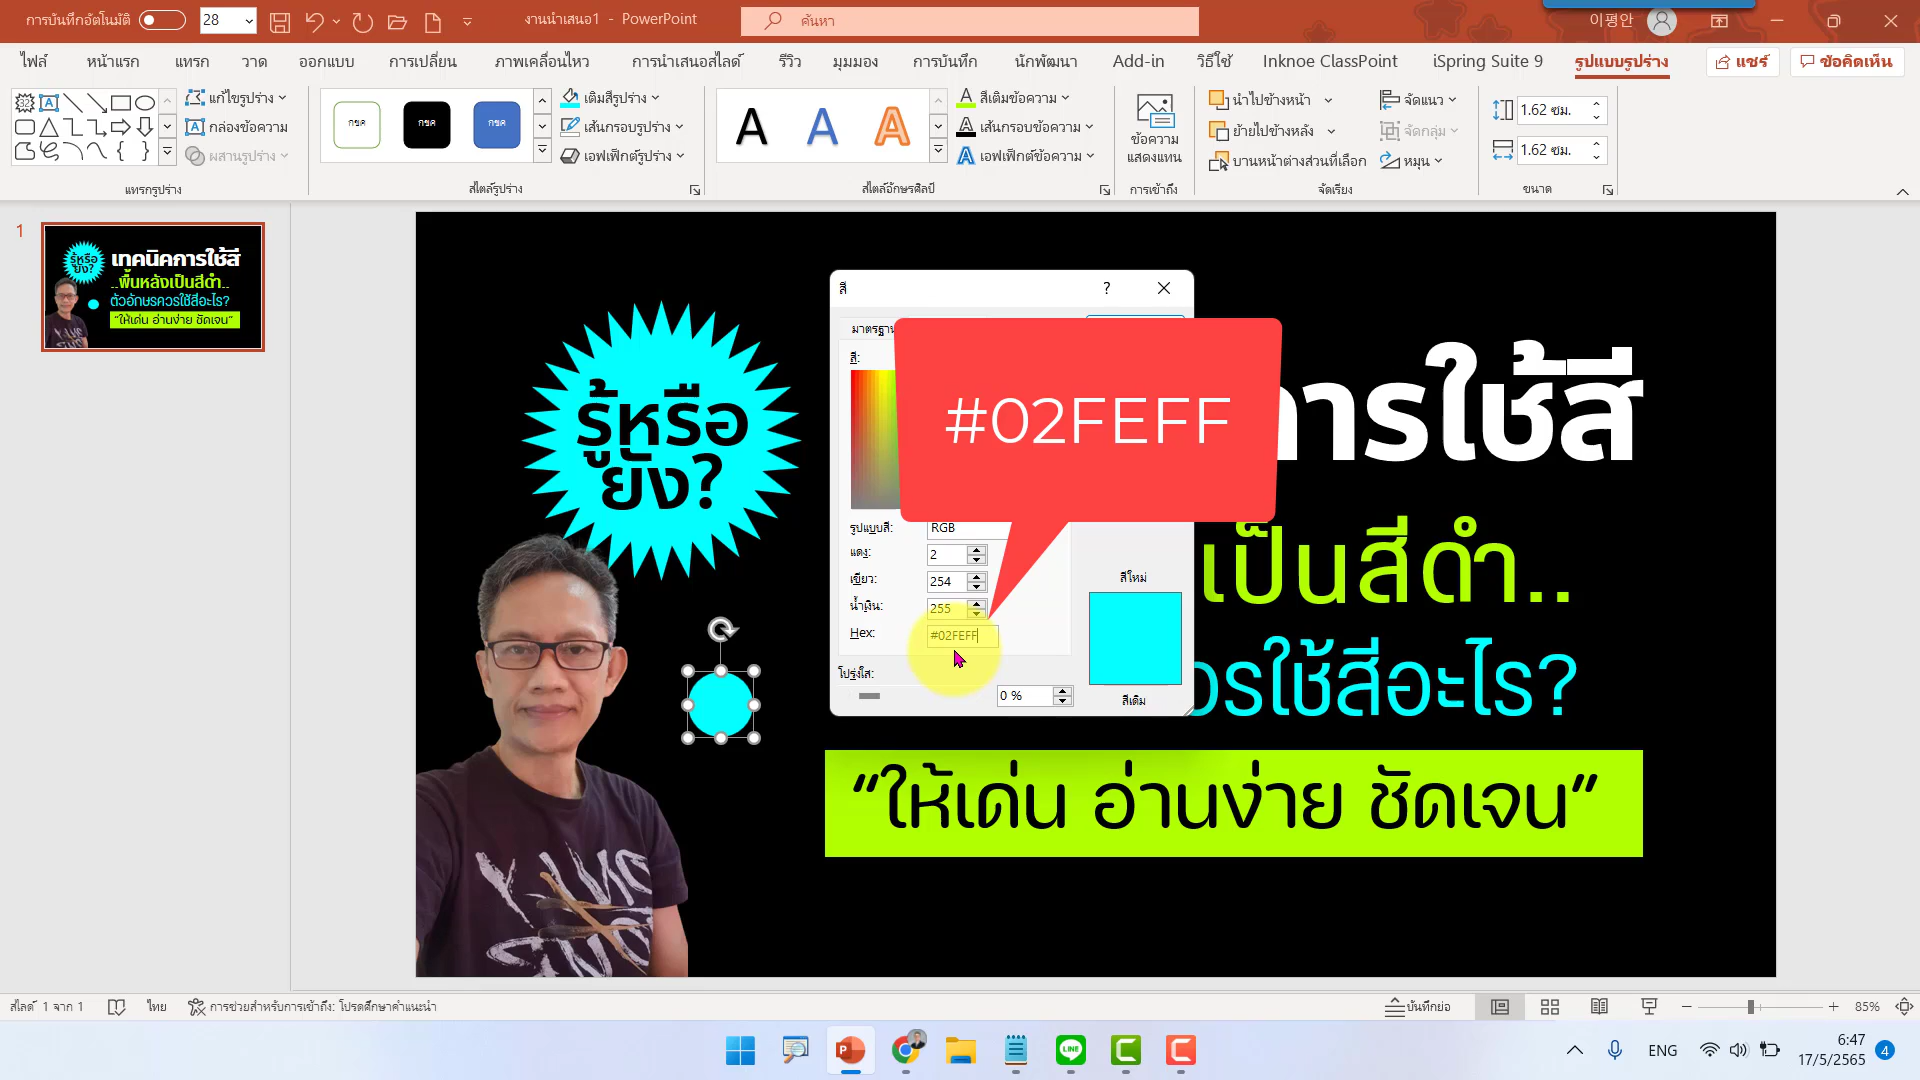 การบันทึกอัตโนมัติ
28
งานนำเสนอ1 - PowerPoint
ค้นหา
이평안
ไฟล์ หน้าแรก แทรก วาด ออกแบบ การเปลี่ยน ภาพเคลื่อนไหว การนำเสนอสไลด์ รีวิว มุมมอง การบันทึก นักพัฒนา Add-in วิธีใช้ Inknoe ClassPoint iSpring Suite 9 รูปแบบรูปร่าง แชร์ ข้อคิดเห็น
แก้ไขรูปร่าง
กล่องข้อความ
ผสานรูปร่าง
แทรกรูปร่าง
กขค กขค กขค
เติมสีรูปร่าง
เส้นกรอบรูปร่าง
เอฟเฟ็กต์รูปร่าง
สไตล์รูปร่าง
A A A
สีเติมข้อความ
เส้นกรอบข้อความ
เอฟเฟ็กต์ข้อความ
สไตล์อักษรศิลป์
ข้อความ
แสดงแทน
การเข้าถึง
นำไปข้างหน้า
ย้ายไปข้างหลัง
บานหน้าต่างส่วนที่เลือก
จัดแนว
จัดกลุ่ม
หมุน
จัดเรียง
1.62 ซม.
1.62 ซม.
ขนาด
1
รู้หรือ
ยัง?
เทคนิคการใช้สี
..พื้นหลังเป็นสีดำ..
ตัวอักษรควรใช้สีอะไร?
“ให้เด่น อ่านง่าย ชัดเจน”
รู้หรือ
ยัง?
การใช้สี
เป็นสีดำ..
ควรใช้สีอะไร?
“ให้เด่น อ่านง่าย ชัดเจน”
สี
?
มาตรฐาน
สี:
#02FEFF
รูปแบบสี: RGB
แดง: 2
เขียว: 254
น้ำเงิน: 255
Hex: #02FEFF
โปร่งใส:
0 %
สีใหม่
สีเดิม
สไลด์ 1 จาก 1
ไทย
การช่วยสำหรับการเข้าถึง: โปรดศึกษาคำแนะนำ
บันทึกย่อ
85%
ENG
6:47
17/5/2565
4